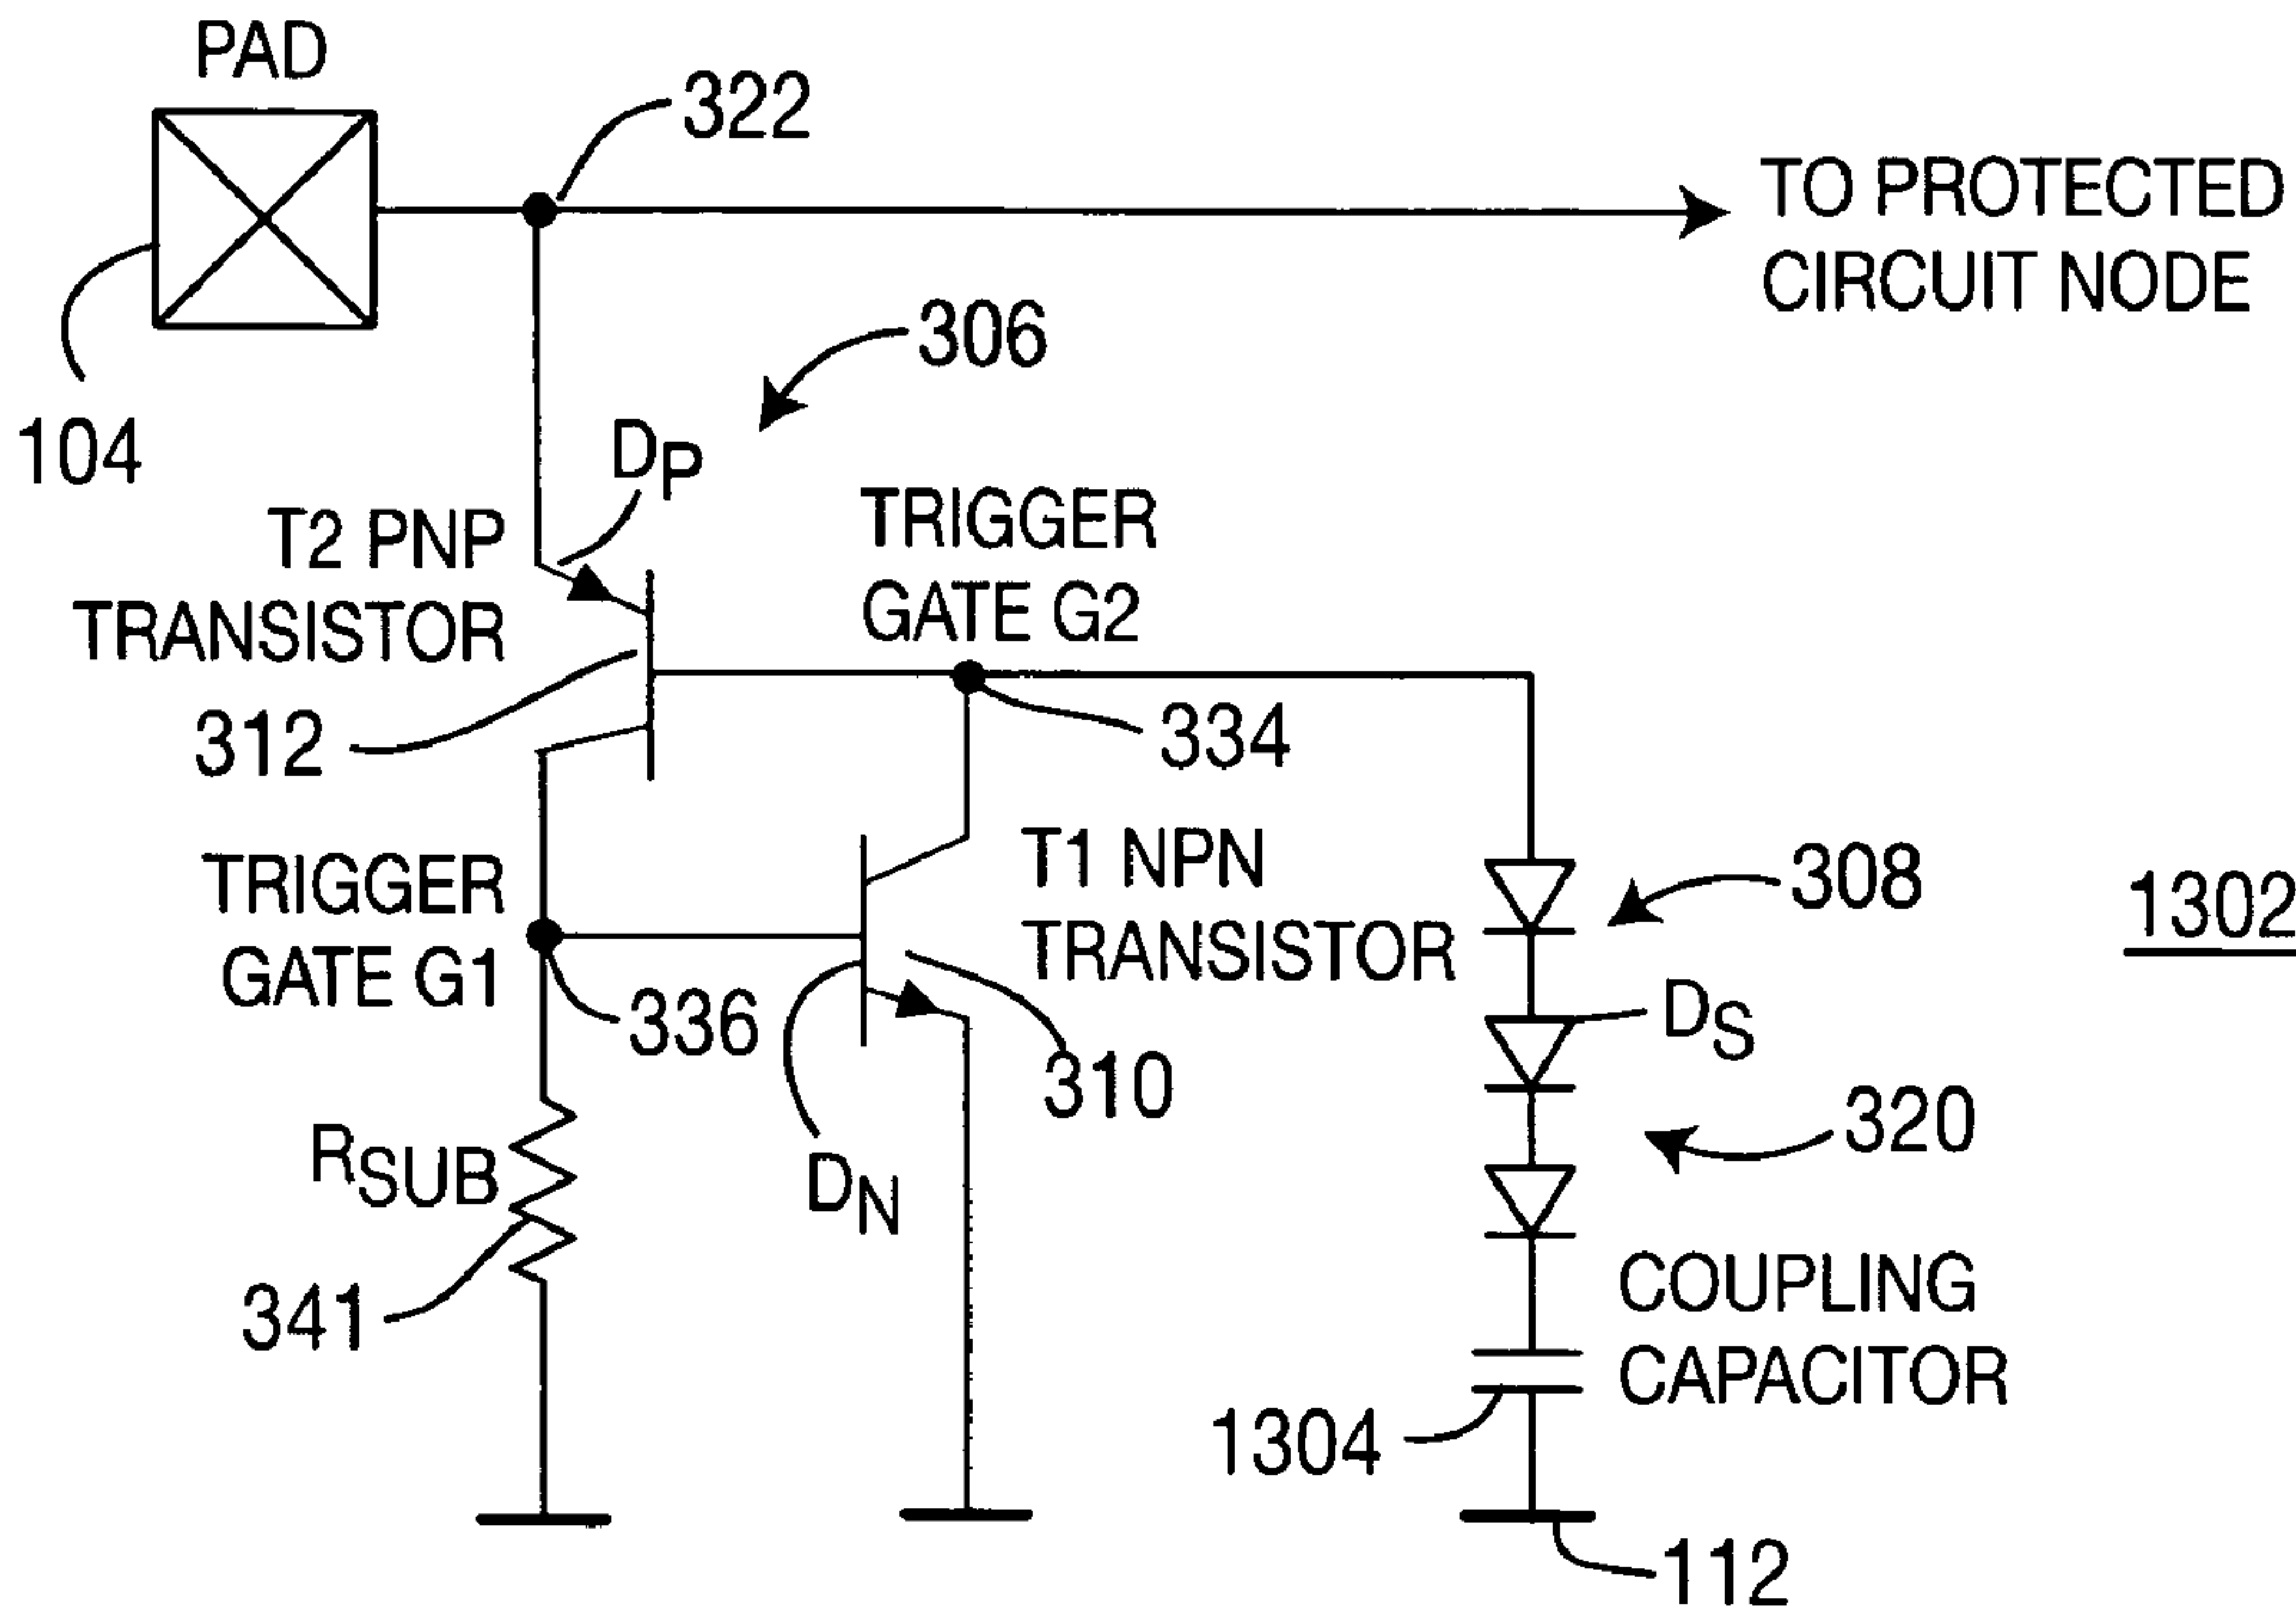 PAD
322
TO PROTECTED
CIRCUIT NODE
306
104
DP
T2 PNP
TRANSISTOR
TRIGGER
GATE G2
312
334
TRIGGER
GATE G1
T1 NPN
TRANSISTOR
308
1302
336
310
DS
320
RSUB
DN
341
COUPLING
CAPACITOR
1304
112